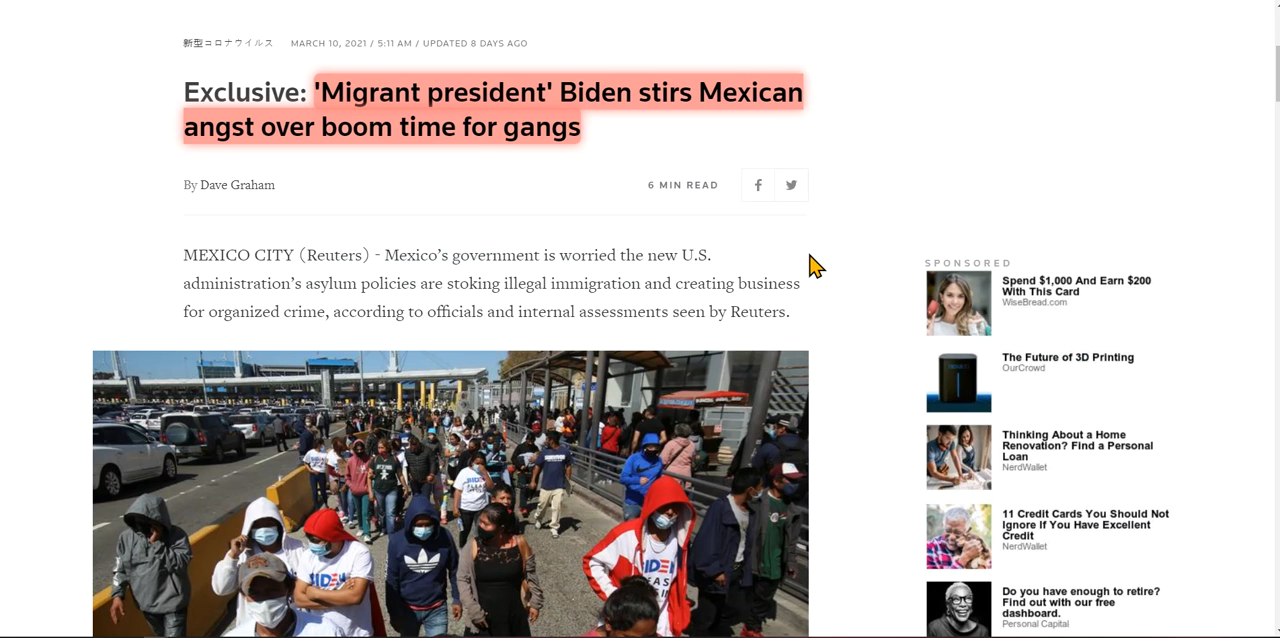 新型コロナウイルス MARCH 10, 2021 / 5:11 AM / UPDATED 8 DAYS AGO
Exclusive: 'Migrant president' Biden stirs Mexican
angst over boom time for gangs
By Dave Graham
6 MIN READ
MEXICO CITY (Reuters) - Mexico's government is worried the new U.S.
administration's asylum policies are stoking illegal immigration and creating business
for organized crime, according to officials and internal assessments seen by Reuters.
SPONSORED
Spend $1,000 And Earn $200
With This Card
WiseBread.com
The Future of 3D Printing
OurCrowd
Thinking About a Home
Renovation? Find a Personal
Loan
NerdWallet
11 Credit Cards You Should Not
Ignore If You Have Excellent
Credit
NerdWallet
Do you have enough to retire?
Find out with our free
dashboard.
Personal Capital